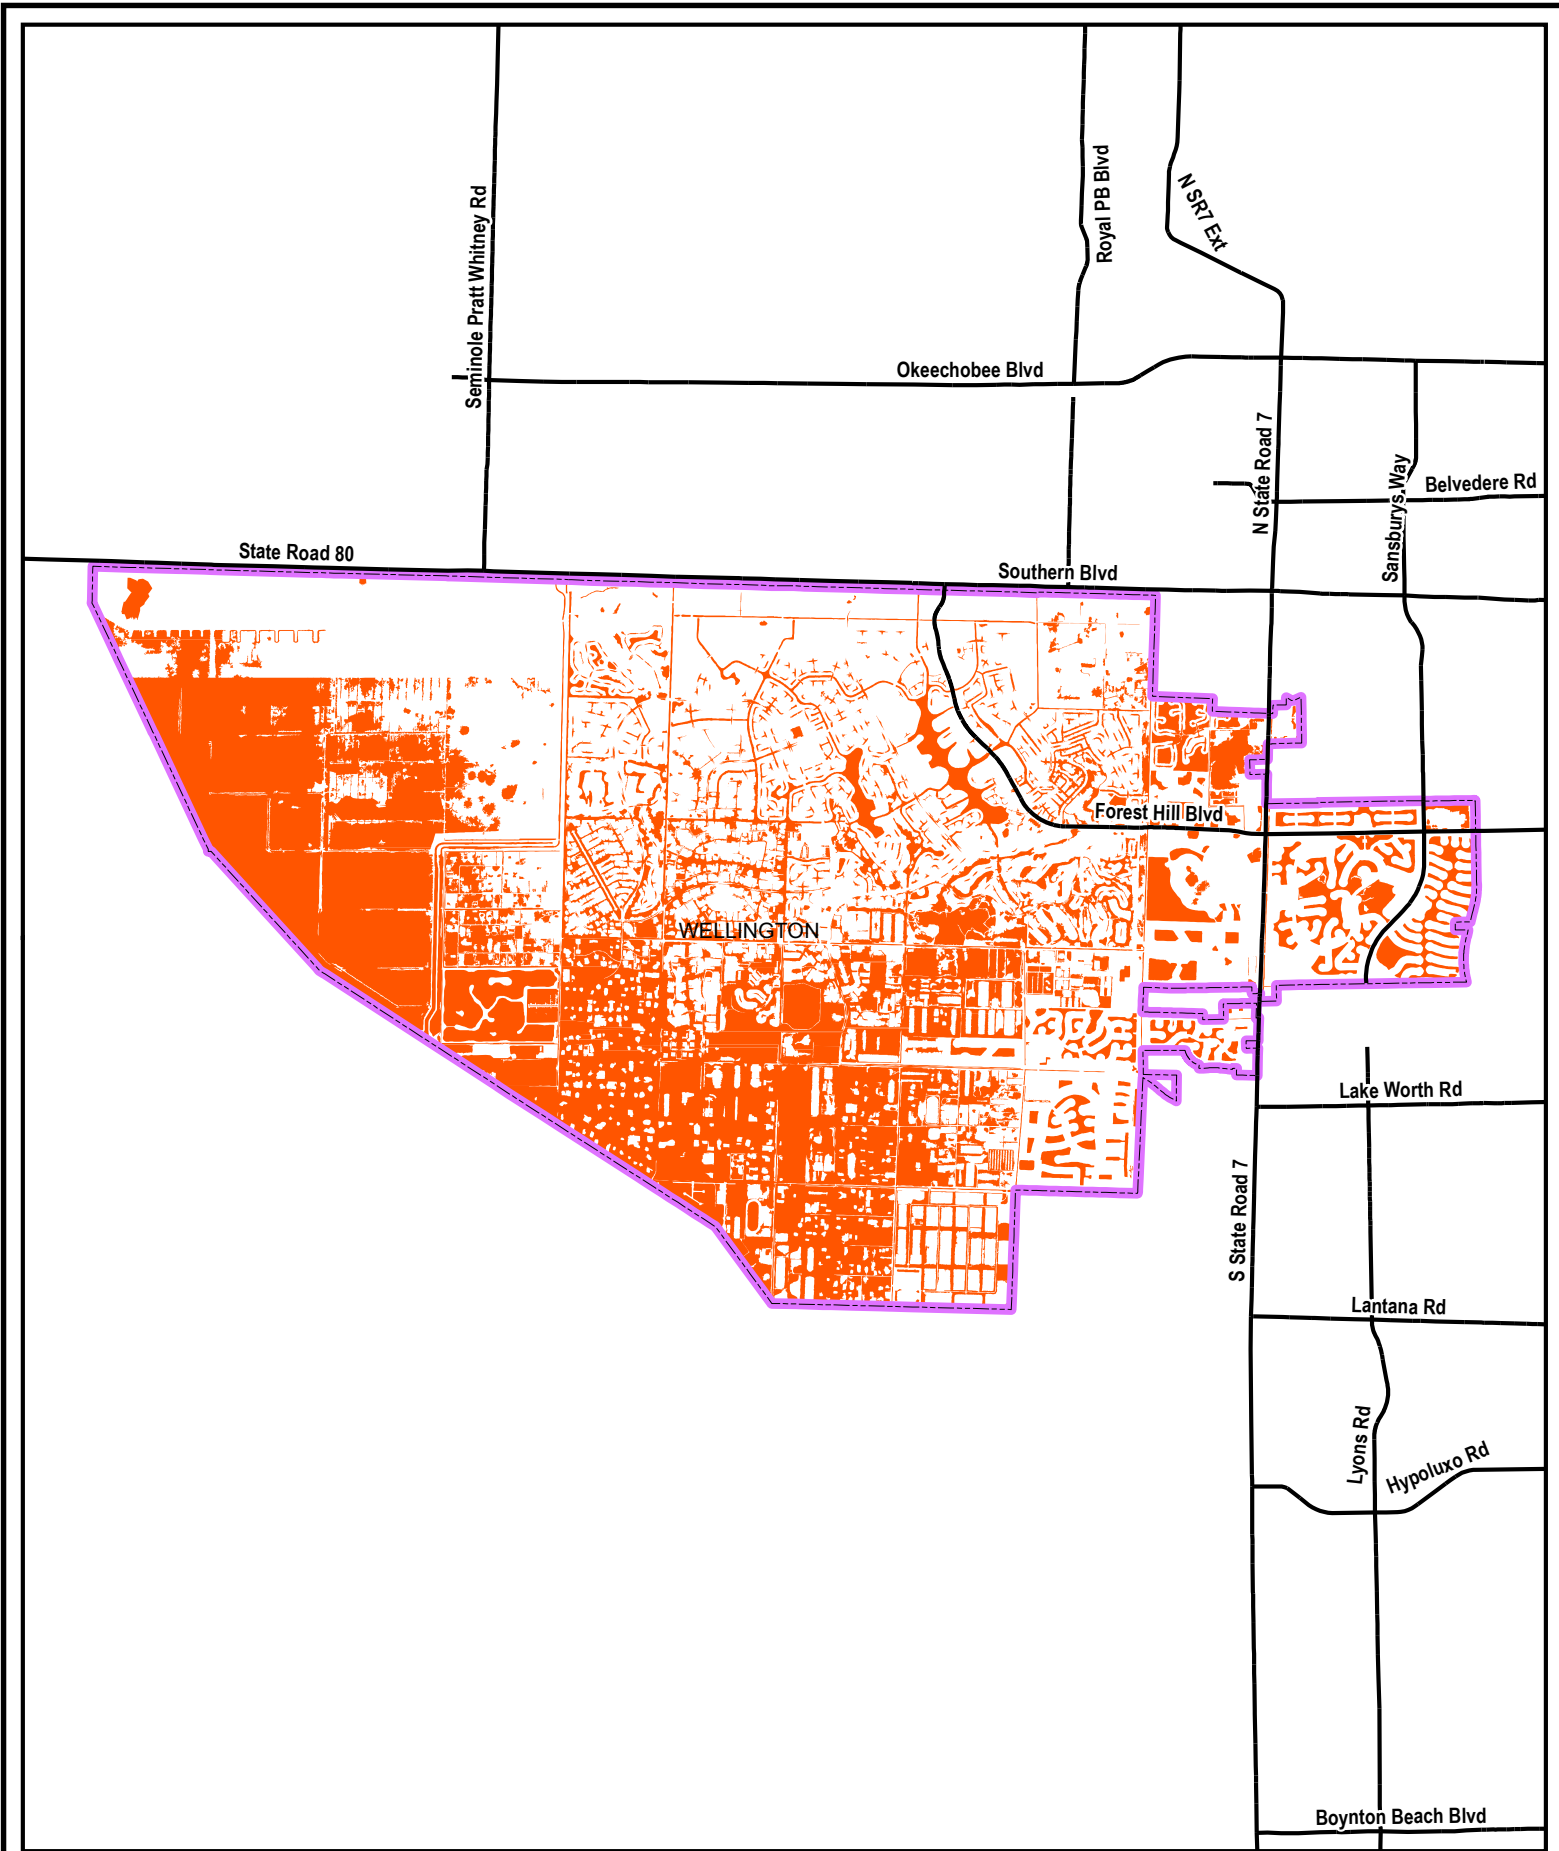 Royal PB Blvd
N SR7 Ext
Seminole Pratt Whitney Rd
Okeechobee Blvd
N State Road 7
Sansburys Way
Belvedere Rd
State Road 80
Southern Blvd
Forest Hill Blvd
WELLINGTON
Lake Worth Rd
S State Road 7
Lantana Rd
Lyons Rd
Hypoluxo Rd
Boynton Beach Blvd